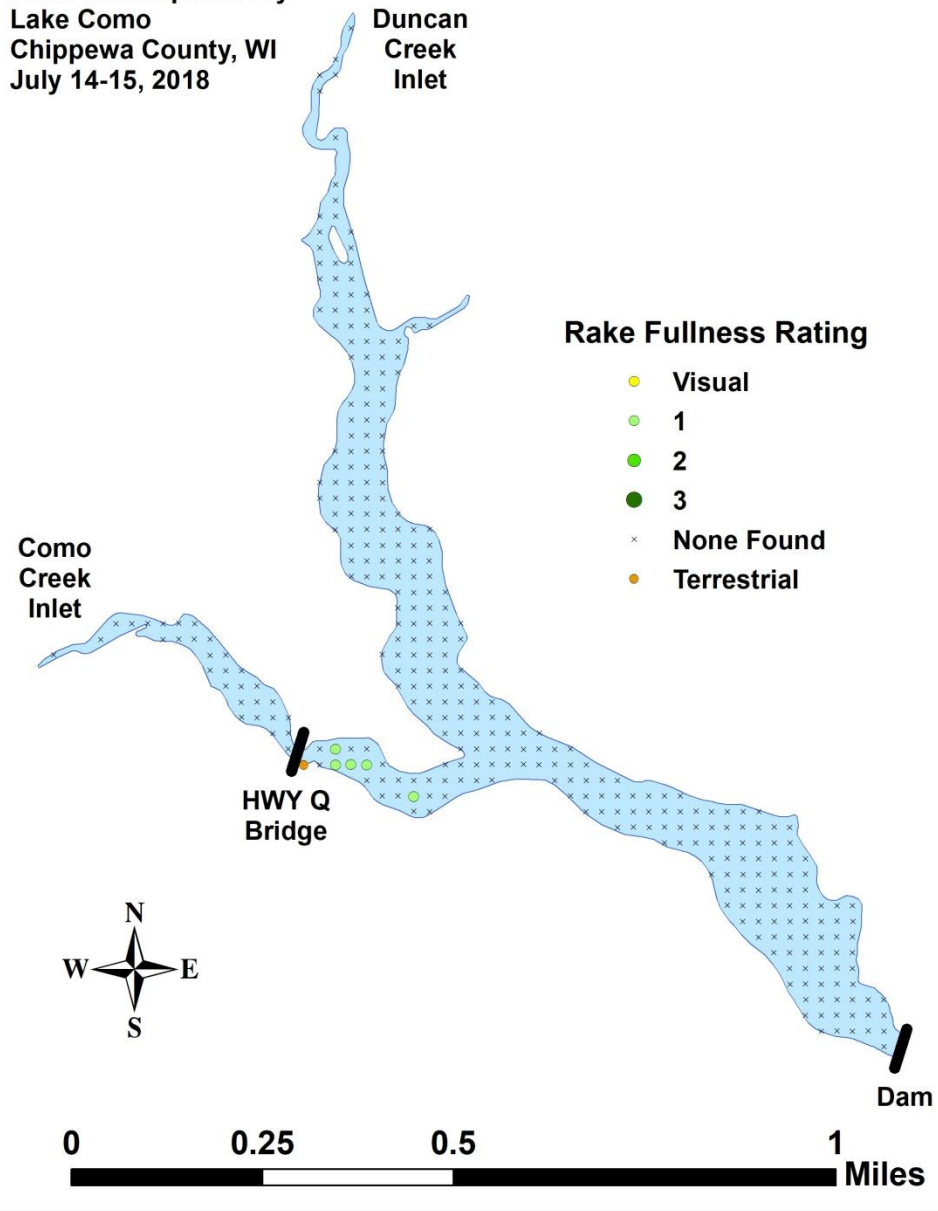 Lake Como
Chippewa County, WI
July 14-15, 2018
Duncan
Creek
Inlet
Rake Fullness Rating
Visual
1
2
3
None Found
Terrestrial
Como
Creek
Inlet
HWY Q
Bridge
N
W E
S
Dam
0 0.25 0.5 1
Miles